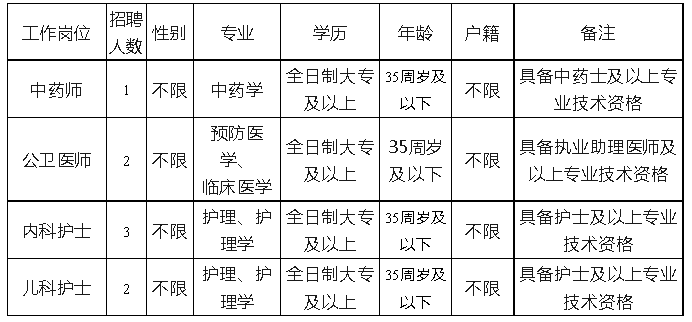 工作岗位 招聘人数 性别 专业 学历 年龄 户籍 备注
中药师 1 不限 中药学 全日制大专及以上 35周岁及以下 不限 具备中药士及以上专业技术资格
公卫医师 2 不限 预防医学、临床医学 全日制大专及以上 35周岁及以下 不限 具备执业助理医师及以上专业技术资格
内科护士 3 不限 护理、护理学 全日制大专及以上 35周岁及以下 不限 具备护士及以上专业技术资格
儿科护士 2 不限 护理、护理学 全日制大专及以上 35周岁及以下 不限 具备护士及以上专业技术资格